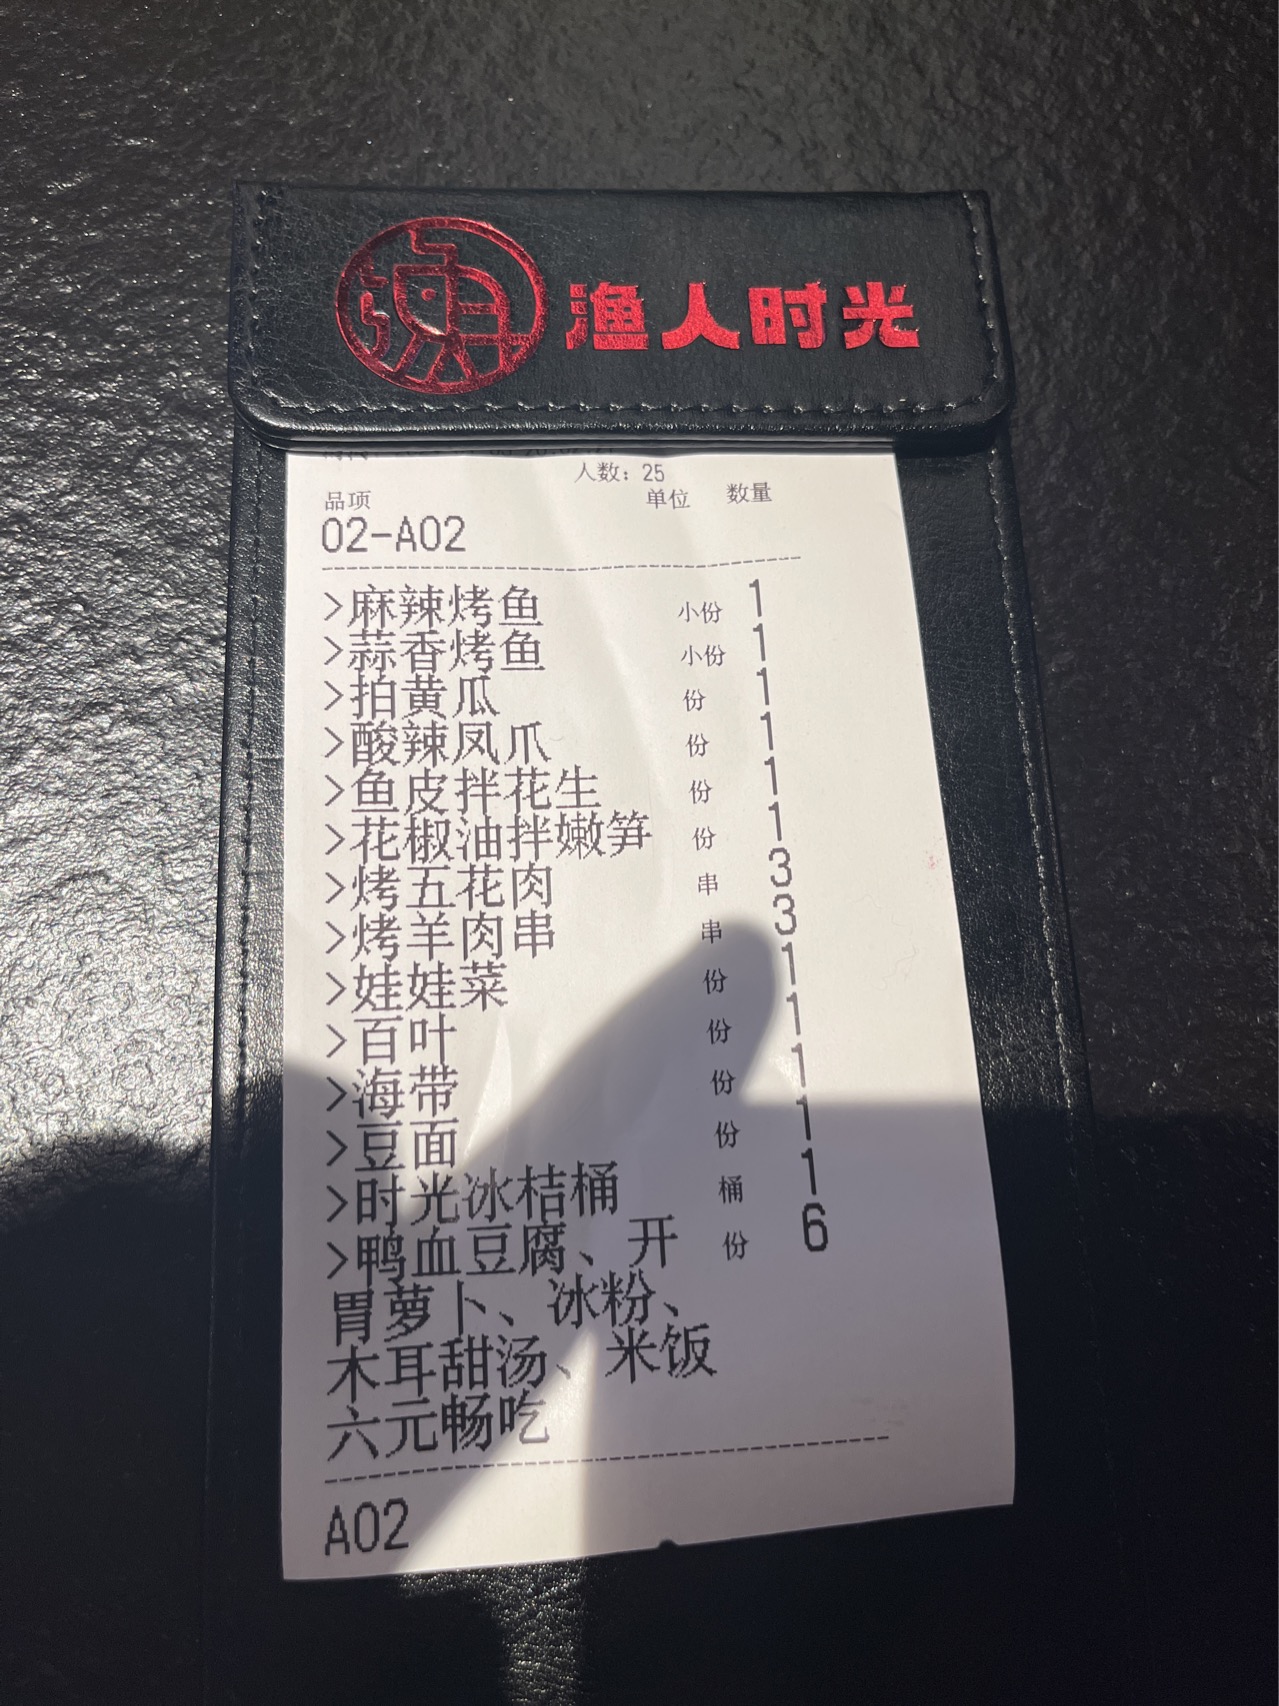 渔人时光
人数：25
品项 单位 数量
02-A02
>麻辣烤鱼 小份 1
>蒜香烤鱼 小份 1
>拍黄瓜 份 1
>酸辣凤爪 份 1
>鱼皮拌花生 份 1
>花椒油拌嫩笋 份 1
>烤五花肉 串 3
>烤羊肉串 串 3
>娃娃菜 份 1
>百叶 份 1
>海带 份 1
>豆面 份 1
>时光冰桔桶 桶 1
>鸭血豆腐、开 份 6
胃萝卜、冰粉、
木耳甜汤、米饭
六元畅吃
A02